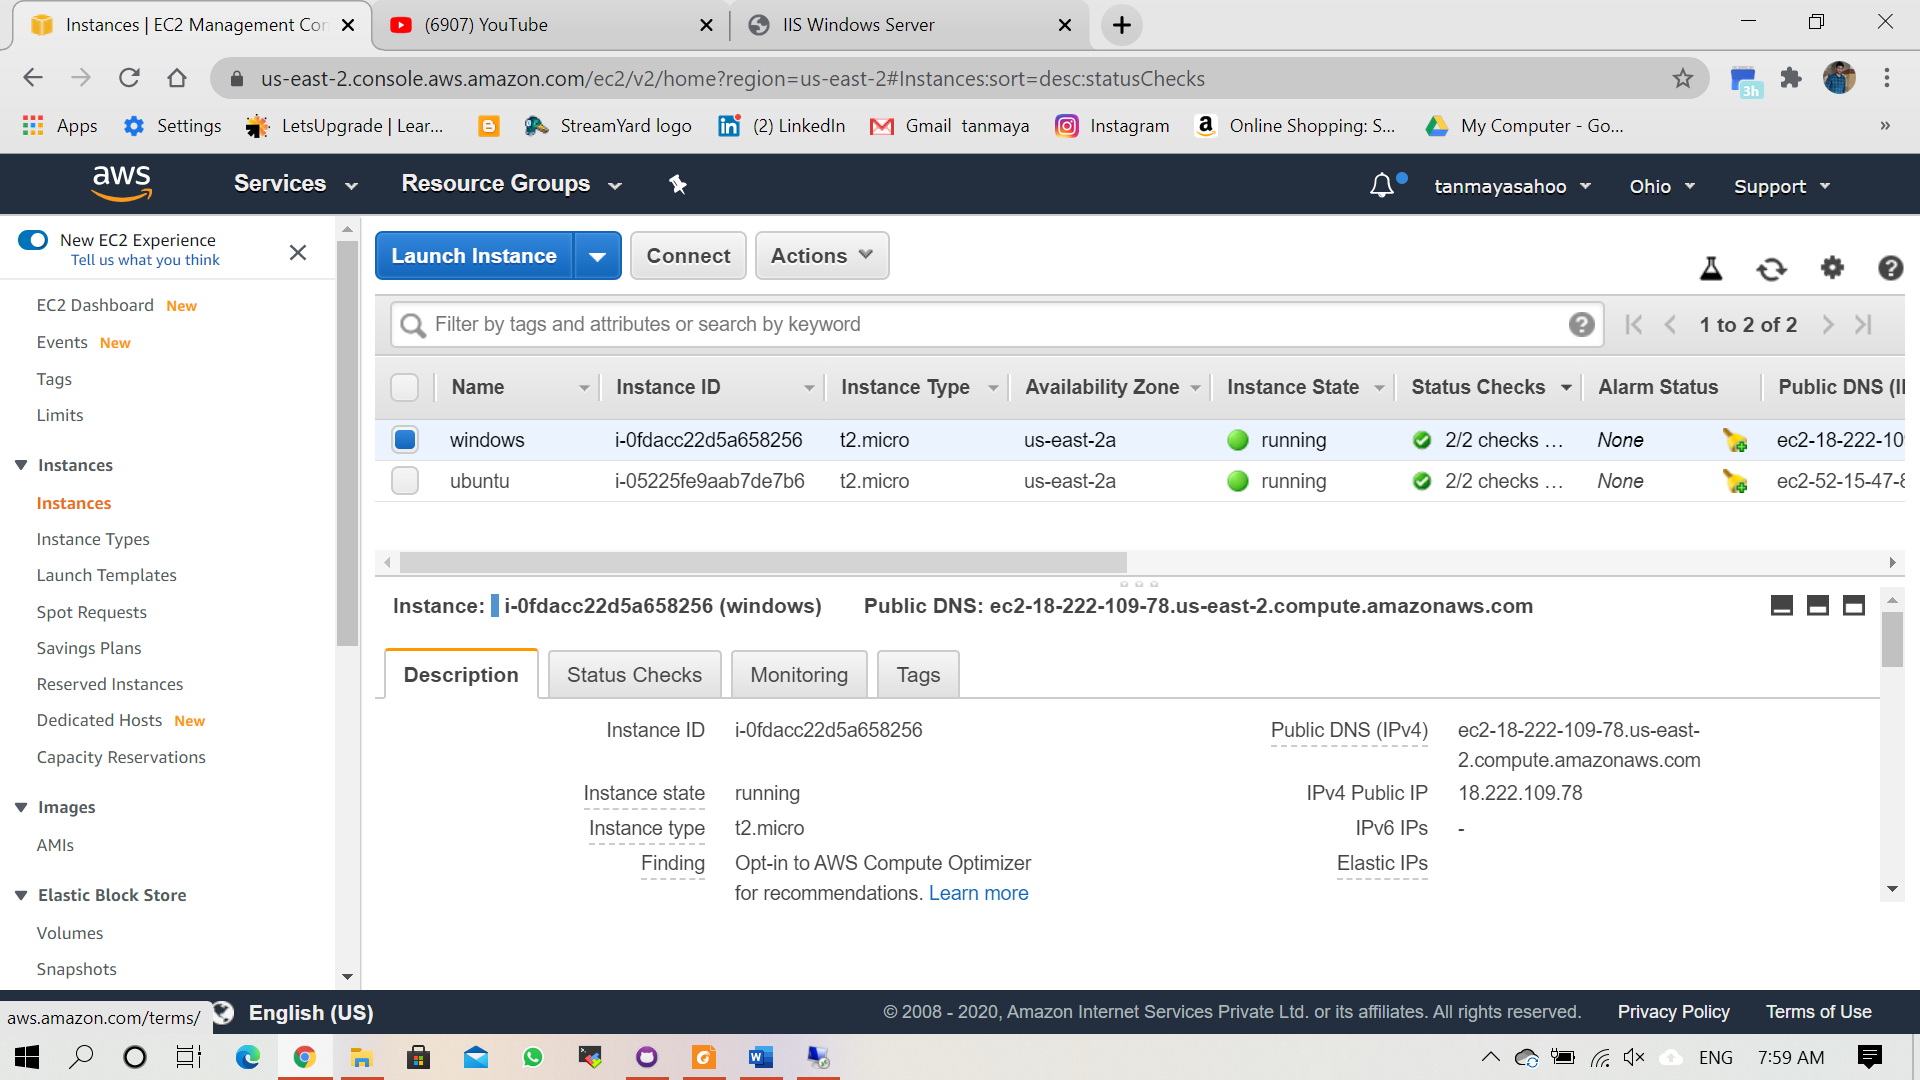 Instances | EC2 Management Con
(6907) YouTube
IIS Windows Server
us-east-2.console.aws.amazon.com/ec2/v2/home?region=us-east-2#Instances:sort=desc:statusChecks
3h
Apps
Settings
LetsUpgrade | Lear...
StreamYard logo
(2) LinkedIn
Gmail tanmaya
Instagram
Online Shopping: S...
My Computer - Go...
»
aws
Services
Resource Groups
tanmayasahoo
Ohio
Support
New EC2 Experience
Tell us what you think
EC2 Dashboard New
Events New
Tags
Limits
Instances
Instances
Instance Types
Launch Templates
Spot Requests
Savings Plans
Reserved Instances
Dedicated Hosts New
Capacity Reservations
Images
AMIs
Elastic Block Store
Volumes
Snapshots
Launch Instance
Connect
Actions
Filter by tags and attributes or search by keyword
1 to 2 of 2
Name Instance ID Instance Type Availability Zone Instance State Status Checks Alarm Status Public DNS (I
windows i-0fdacc22d5a658256 t2.micro us-east-2a running 2/2 checks ... None ec2-18-222-10
ubuntu i-05225fe9aab7de7b6 t2.micro us-east-2a running 2/2 checks ... None ec2-52-15-47-8
Instance: i-0fdacc22d5a658256 (windows) Public DNS: ec2-18-222-109-78.us-east-2.compute.amazonaws.com
Description
Status Checks
Monitoring
Tags
Instance ID i-0fdacc22d5a658256
Instance state running
Instance type t2.micro
Finding Opt-in to AWS Compute Optimizer
for recommendations. Learn more
Public DNS (IPv4) ec2-18-222-109-78.us-east-
2.compute.amazonaws.com
IPv4 Public IP 18.222.109.78
IPv6 IPs -
Elastic IPs
aws.amazon.com/terms/
English (US)
© 2008 - 2020, Amazon Internet Services Private Ltd. or its affiliates. All rights reserved.
Privacy Policy
Terms of Use
ENG
7:59 AM